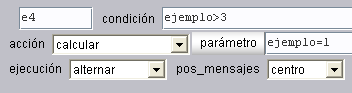 e4 condición ejemplo>3
acción calcular parámetro ejemplo=1
ejecución alternar pos_mensajes centro